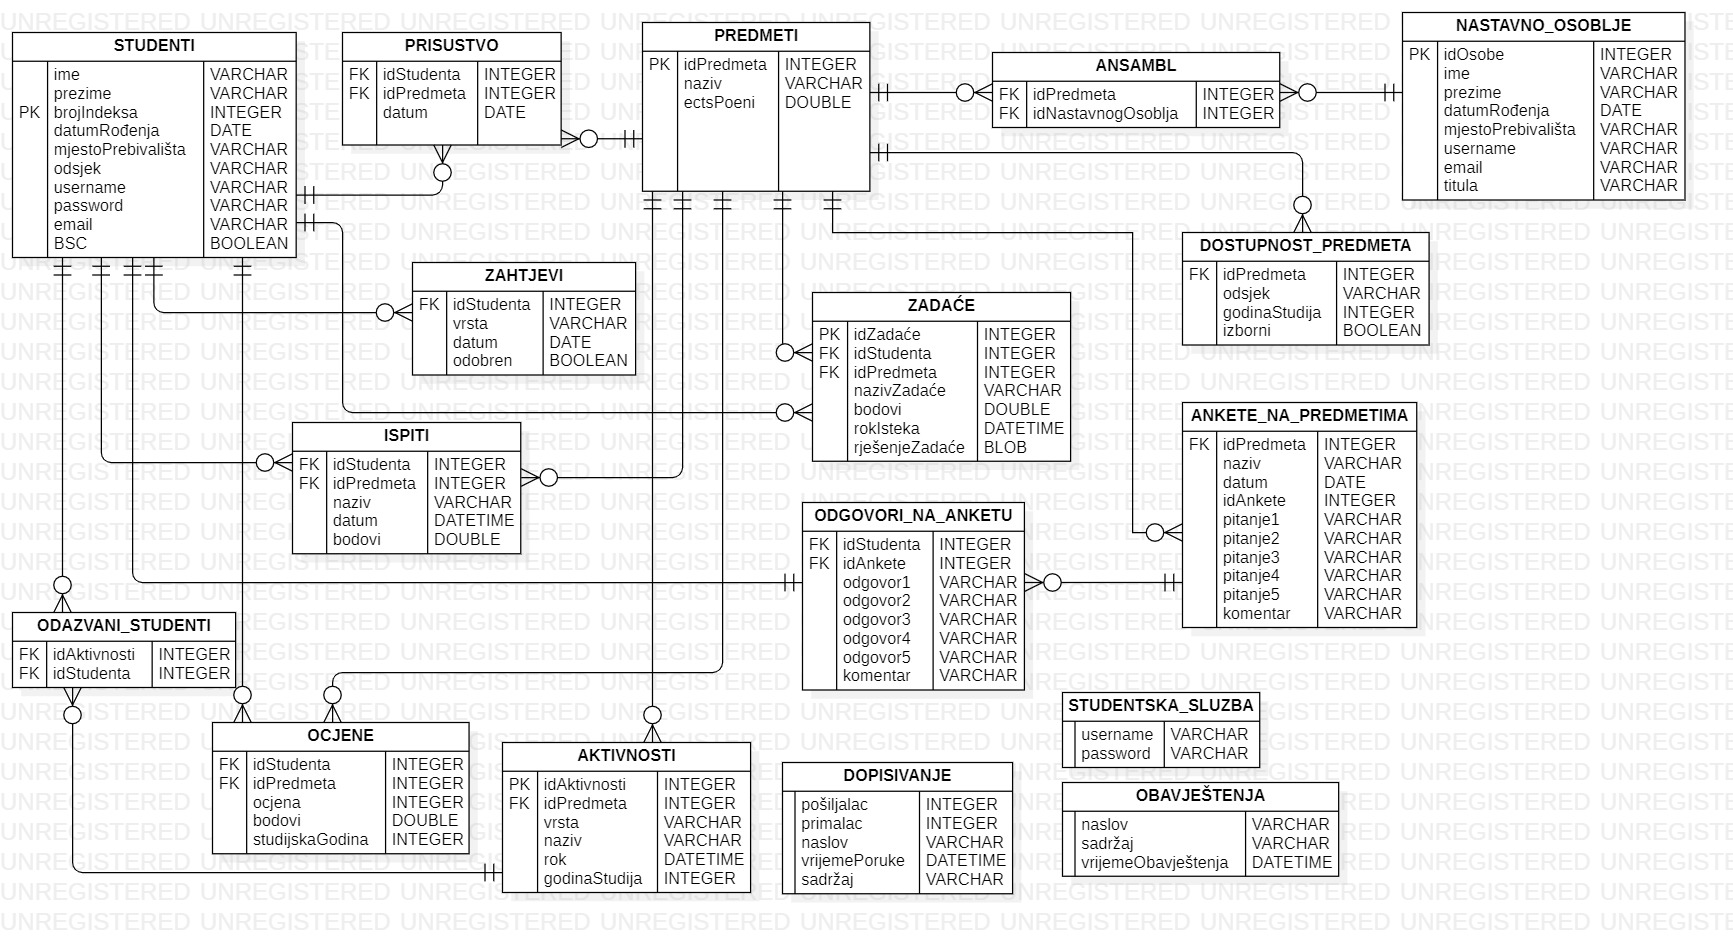 STUDENTI
ime VARCHAR
prezime VARCHAR
PK brojIndeksa INTEGER
datumRođenja DATE
mjestoPrebivališta VARCHAR
odsjek VARCHAR
username VARCHAR
password VARCHAR
email VARCHAR
BSC BOOLEAN
PRISUSTVO
FK idStudenta INTEGER
FK idPredmeta INTEGER
datum DATE
PREDMETI
PK idPredmeta INTEGER
naziv VARCHAR
ectsPoeni DOUBLE
ANSAMBL
FK idPredmeta INTEGER
FK idNastavnogOsoblja INTEGER
NASTAVNO_OSOBLJE
PK idOsobe INTEGER
ime VARCHAR
prezime VARCHAR
datumRođenja DATE
mjestoPrebivališta VARCHAR
username VARCHAR
email VARCHAR
titula VARCHAR
DOSTUPNOST_PREDMETA
FK idPredmeta INTEGER
odsjek VARCHAR
godinaStudija INTEGER
izborni BOOLEAN
ZAHTJEVI
FK idStudenta INTEGER
vrsta VARCHAR
datum DATE
odobren BOOLEAN
ZADAĆE
PK idZadaće INTEGER
FK idStudenta INTEGER
FK idPredmeta INTEGER
nazivZadaće VARCHAR
bodovi DOUBLE
rokIsteka DATETIME
rješenjeZadaće BLOB
ISPITI
FK idStudenta INTEGER
FK idPredmeta INTEGER
naziv VARCHAR
datum DATETIME
bodovi DOUBLE
ANKETE_NA_PREDMETIMA
FK idPredmeta INTEGER
naziv VARCHAR
datum DATE
idAnkete INTEGER
pitanje1 VARCHAR
pitanje2 VARCHAR
pitanje3 VARCHAR
pitanje4 VARCHAR
pitanje5 VARCHAR
komentar VARCHAR
ODGOVORI_NA_ANKETU
FK idStudenta INTEGER
FK idAnkete INTEGER
odgovor1 VARCHAR
odgovor2 VARCHAR
odgovor3 VARCHAR
odgovor4 VARCHAR
odgovor5 VARCHAR
komentar VARCHAR
ODAZVANI_STUDENTI
FK idAktivnosti INTEGER
FK idStudenta INTEGER
OCJENE
FK idStudenta INTEGER
FK idPredmeta INTEGER
ocjena INTEGER
bodovi DOUBLE
studijskaGodina INTEGER
AKTIVNOSTI
PK idAktivnosti INTEGER
FK idPredmeta INTEGER
vrsta VARCHAR
naziv VARCHAR
rok DATETIME
godinaStudija INTEGER
DOPISIVANJE
pošiljalac INTEGER
primalac INTEGER
naslov VARCHAR
vrijemePoruke DATETIME
sadržaj VARCHAR
STUDENTSKA_SLUZBA
username VARCHAR
password VARCHAR
OBAVJEŠTENJA
naslov VARCHAR
sadržaj VARCHAR
vrijemeObavještenja DATETIME
UNREGISTERED